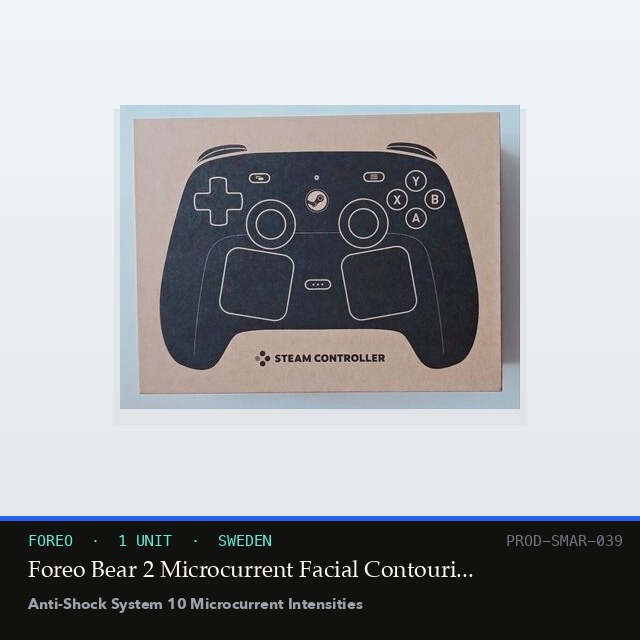 Y
X B
A
STEAM CONTROLLER
FOREO · 1 UNIT · SWEDEN
PROD–SMAR–039
Foreo Bear 2 Microcurrent Facial Contouri...
Anti-Shock System 10 Microcurrent Intensities